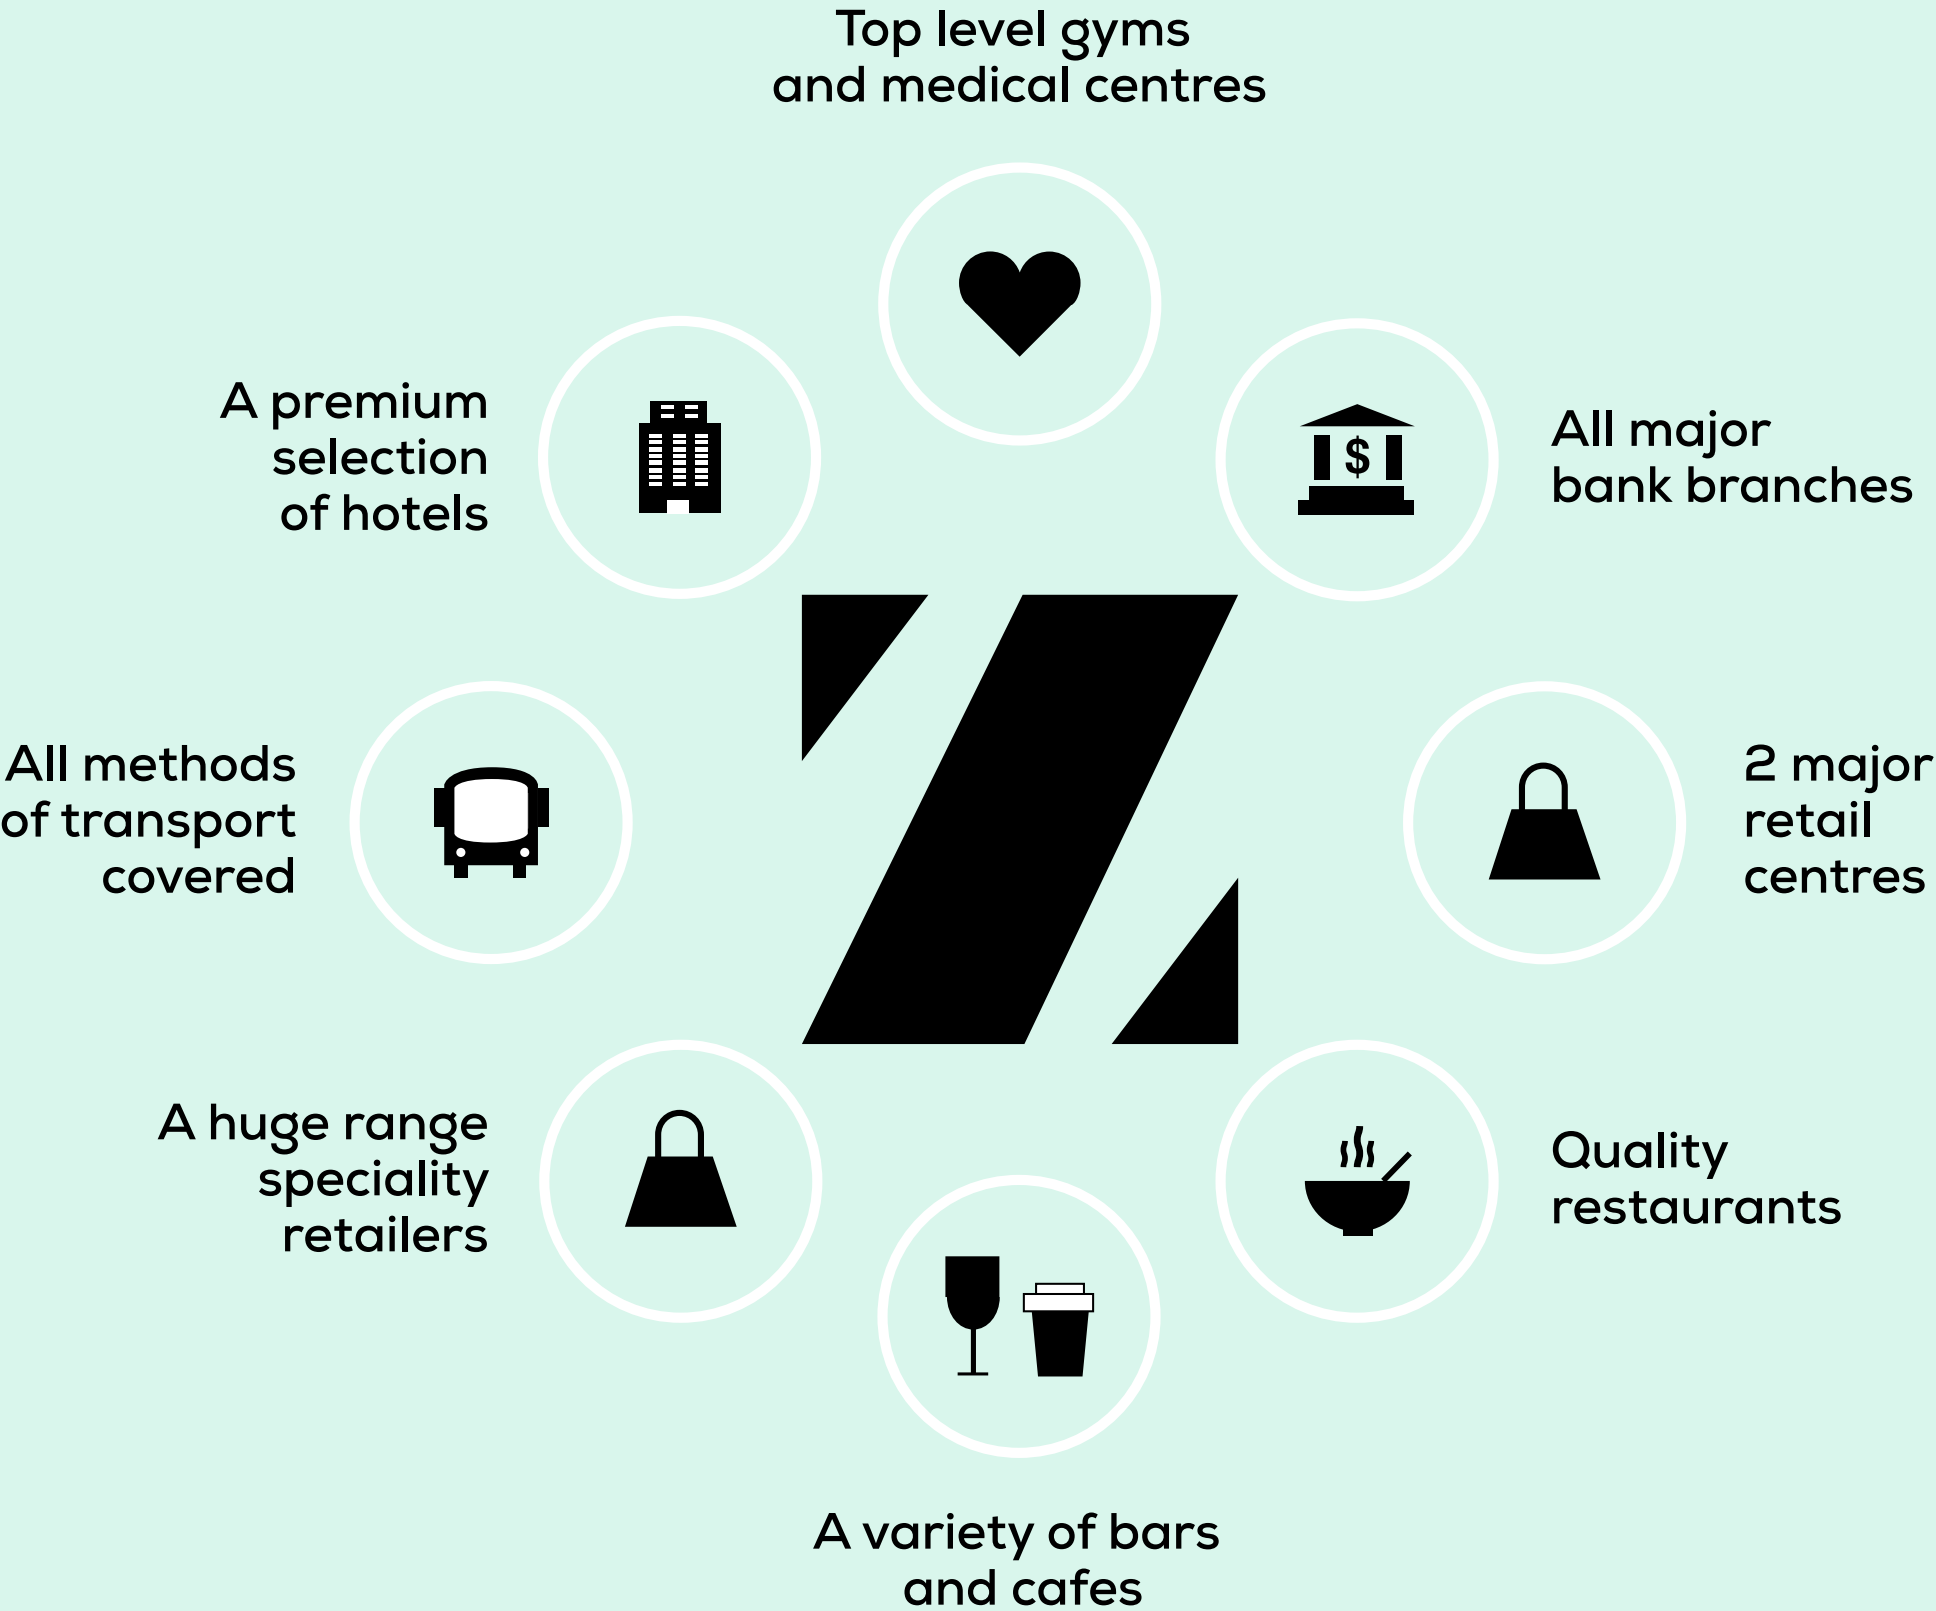 Top level gyms
and medical centres
A premium
selection
of hotels
$
All major
bank branches
All methods
of transport
covered
2 major
retail
centres
A huge range
speciality
retailers
Quality
restaurants
A variety of bars
and cafes